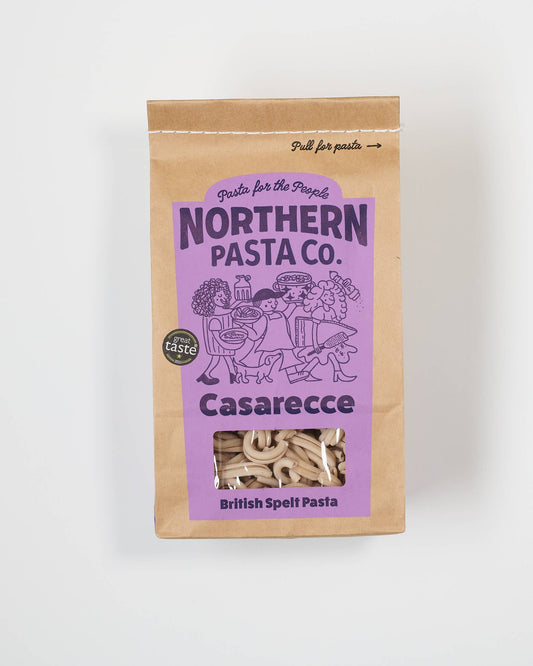 Pull for pasta →
Pasta for the People
NORTHERN
PASTA CO.
great
taste
Casarecce
British Spelt Pasta